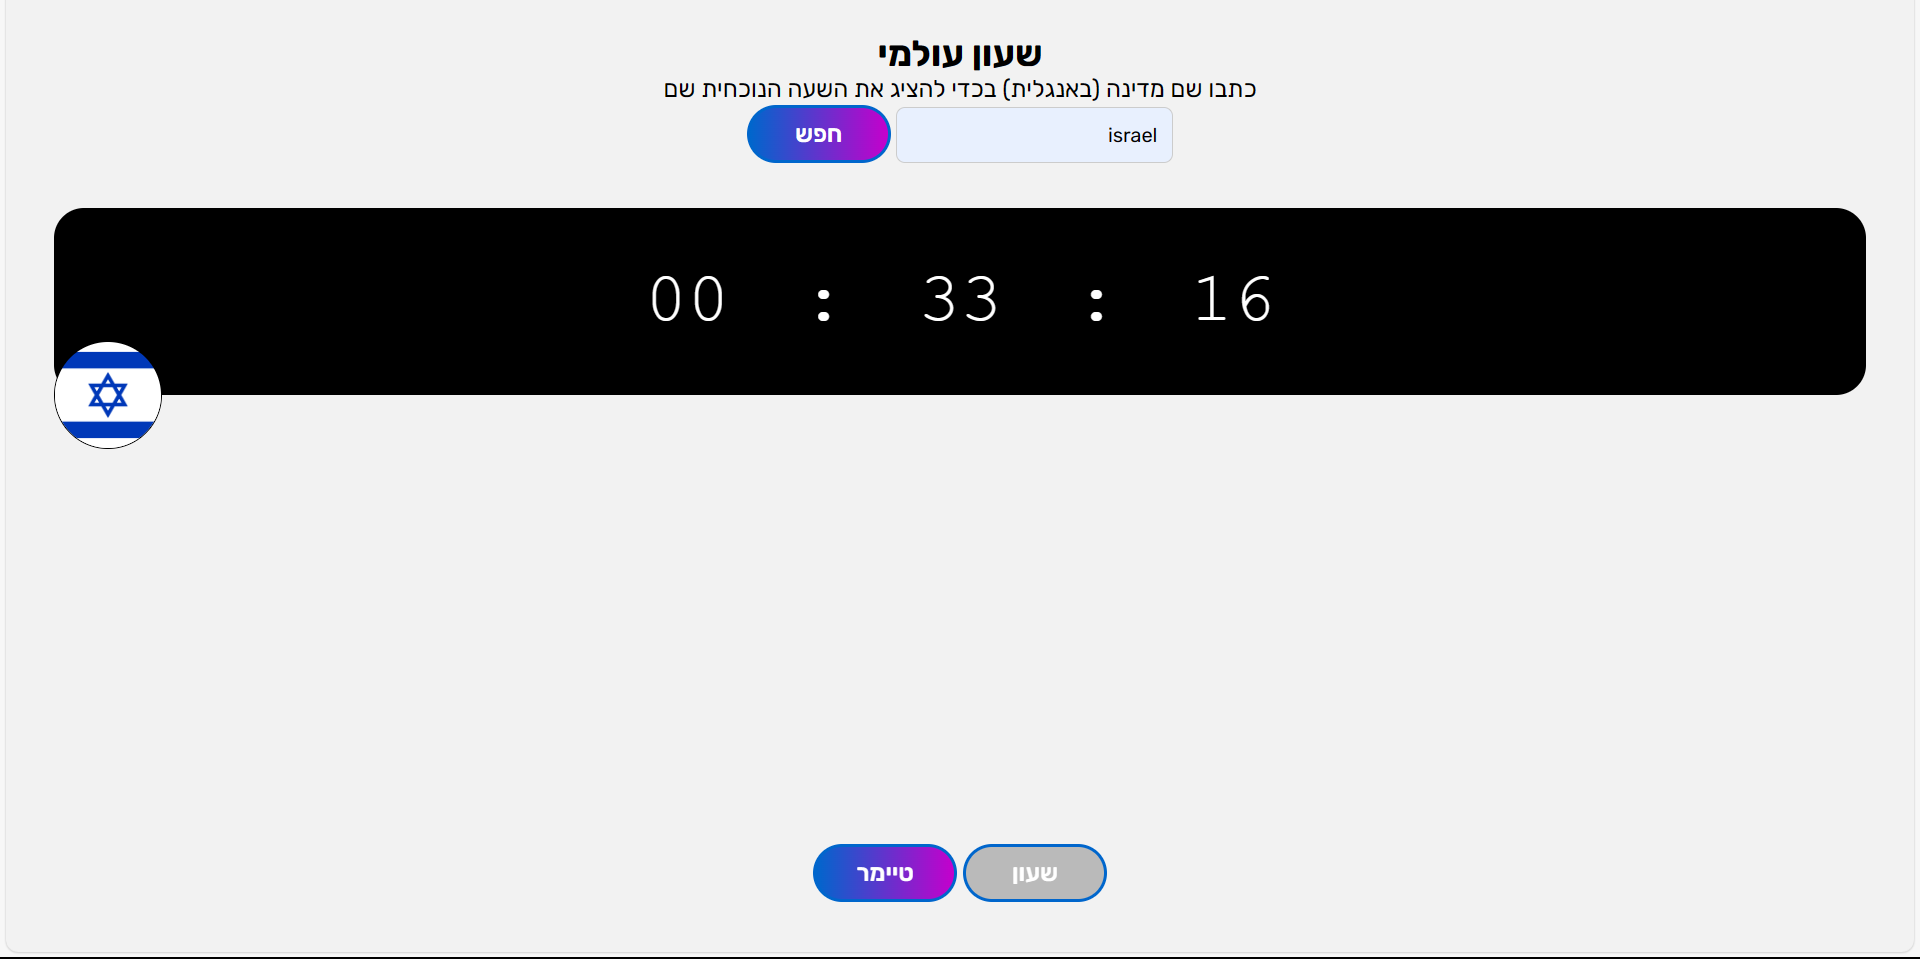 שעון עולמי
כתבו שם מדינה (באנגלית) בכדי להציג את השעה הנוכחית שם
israel
חפש
00 : 33 : 16
שעון
טיימר